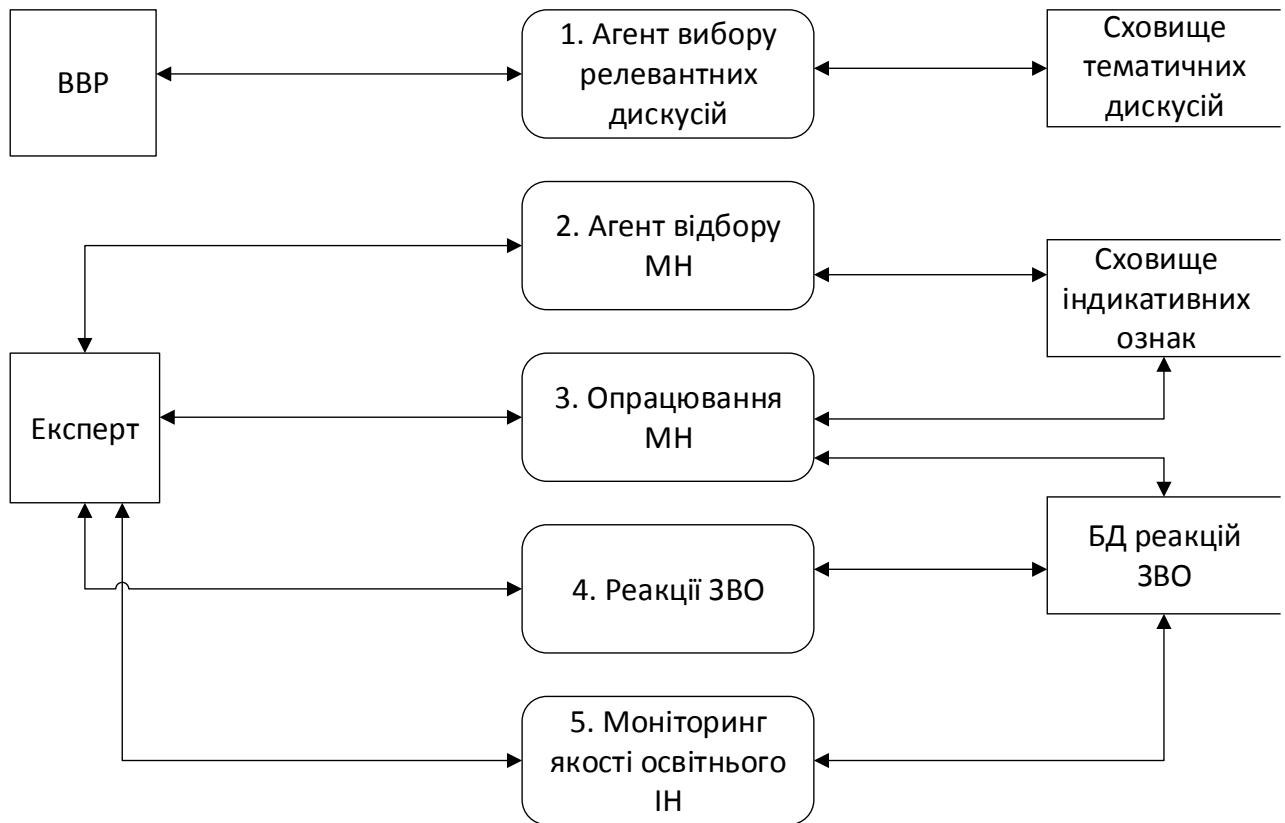 ВВР
1. Агент вибору
релевантних
дискусій
Сховище
тематичних
дискусій
2. Агент відбору
МН
Сховище
індикативних
ознак
Експерт
3. Опрацювання
МН
БД реакцій
ЗВО
4. Реакції ЗВО
5. Моніторинг
якості освітнього
ІН